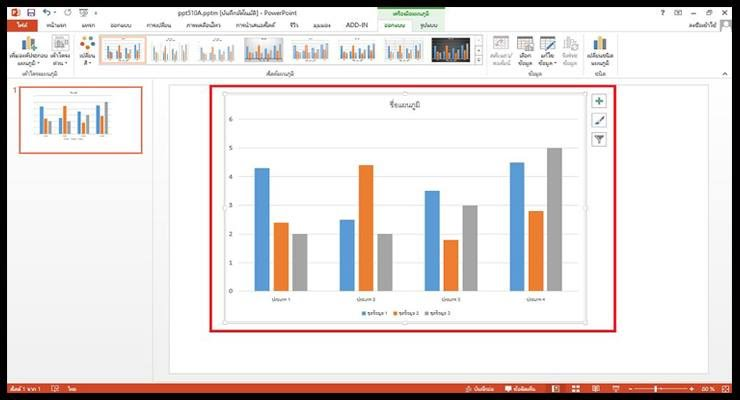 ppt510A.pptm [บันทึกอัตโนมัติ] - PowerPoint
เครื่องมือแผนภูมิ
ไฟล์ หน้าแรก แทรก ออกแบบ การเปลี่ยน ภาพเคลื่อนไหว การนำเสนอสไลด์ รีวิว มุมมอง ADD-IN ออกแบบ รูปแบบ
ลงชื่อเข้าใช้
เพิ่มองค์ประกอบ
แผนภูมิ
เค้าโครง
ด่วน
เปลี่ยน
สี
สลับแถว/
คอลัมน์
เลือก
ข้อมูล
แก้ไข
ข้อมูล
รีเฟรช
ข้อมูล
เปลี่ยนชนิด
แผนภูมิ
เค้าโครงแผนภูมิ
สไตล์แผนภูมิ
ข้อมูล
ชนิด
1
ชื่อแผนภูมิ
6
5
4
3
2
1
0
ประเภท 1 ประเภท 2 ประเภท 3 ประเภท 4
ชุดข้อมูล 1 ชุดข้อมูล 2 ชุดข้อมูล 3
สไลด์ 1 จาก 1
ไทย
บันทึกย่อ
ข้อคิดเห็น
60 %